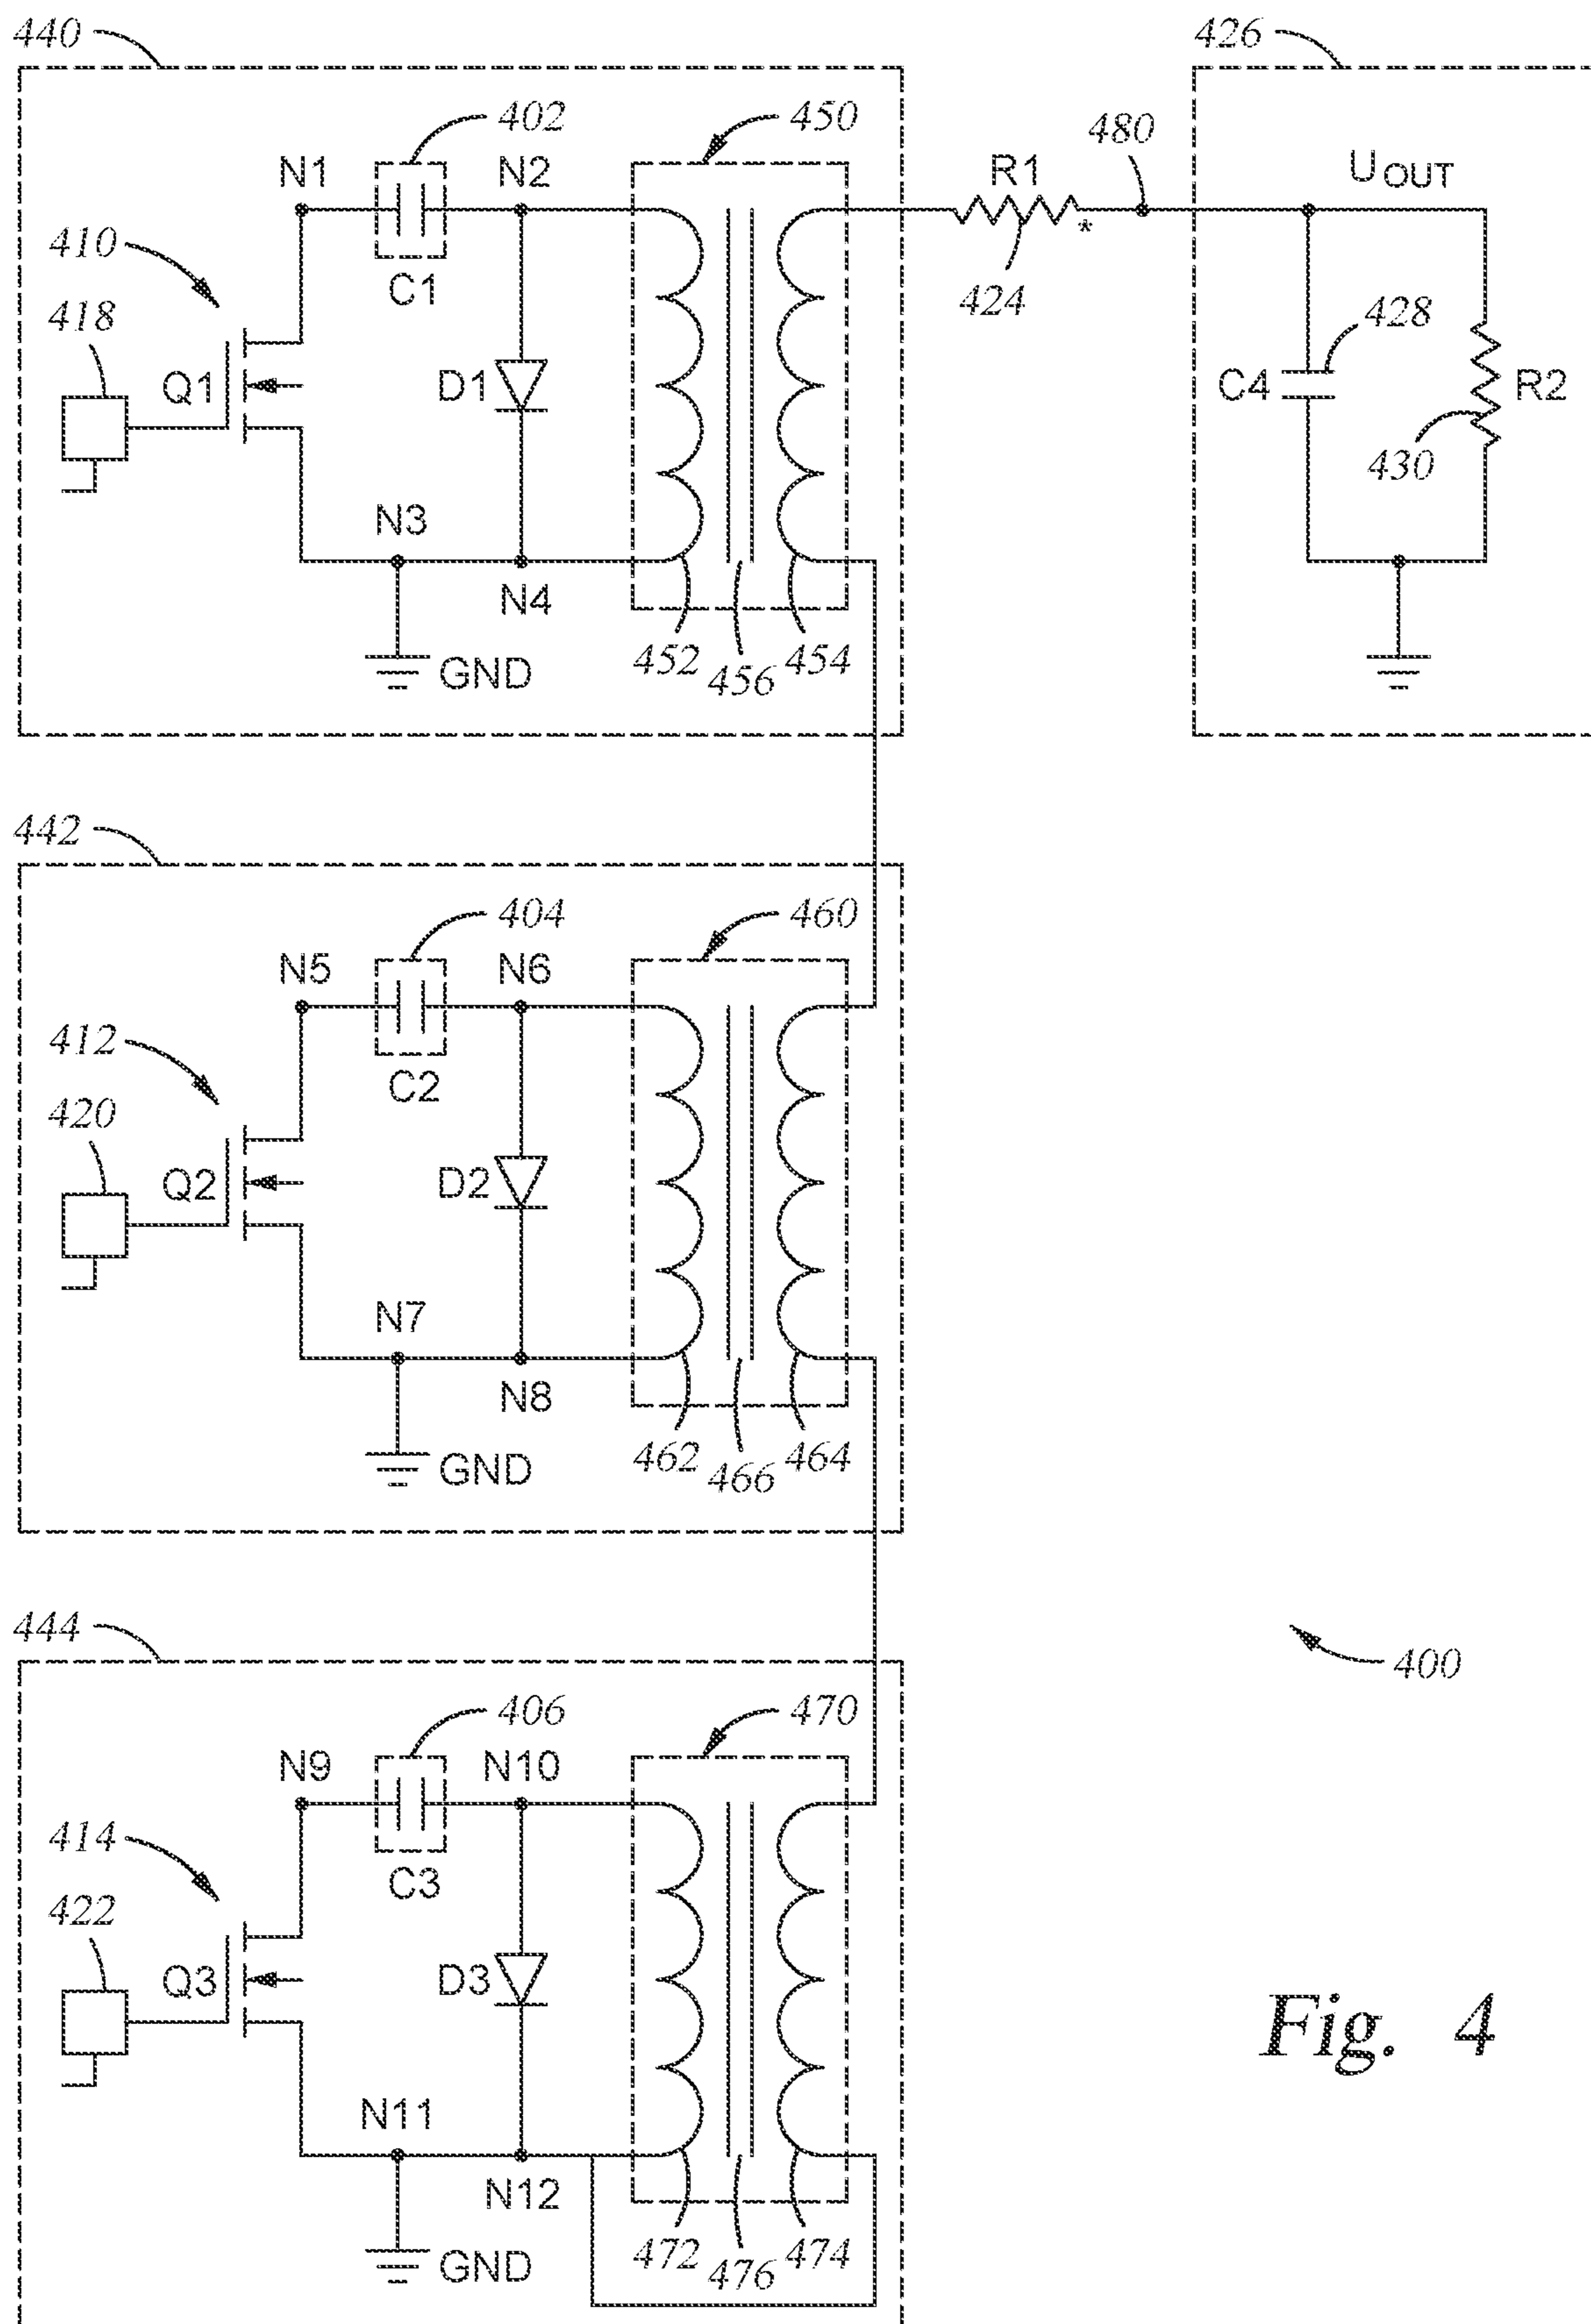 440
426
402
450
480
N1
N2
R1
U OUT
410
C1
424
418
428
Q1
D1
C4
R2
430
N3
N4
GND
452
456
454
442
404
460
N5
N6
412
C2
420
Q2
D2
N7
N8
GND
462
466
464
444
400
406
470
N9
N10
414
C3
422
Q3
D3
Fig. 4
N11
N12
GND
472
476
474
*